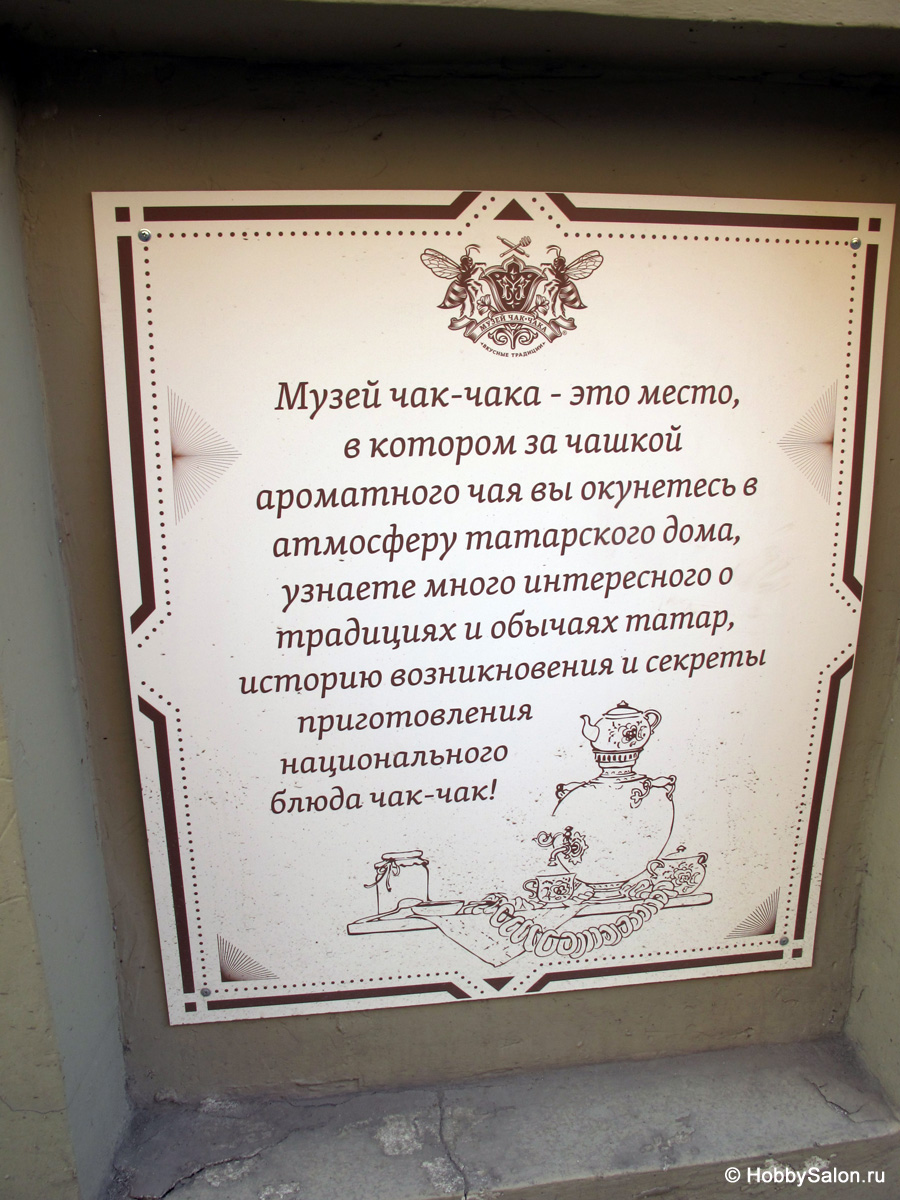 МУЗЕЙ ЧАК-ЧАКА
•ВКУСНЫЕ ТРАДИЦИИ•
Музей чак-чака - это место,
в котором за чашкой
ароматного чая вы окунетесь в
атмосферу татарского дома,
узнаете много интересного о
традициях и обычаях татар,
историю возникновения и секреты
приготовления
национального
блюда чак-чак!
© HobbySalon.ru